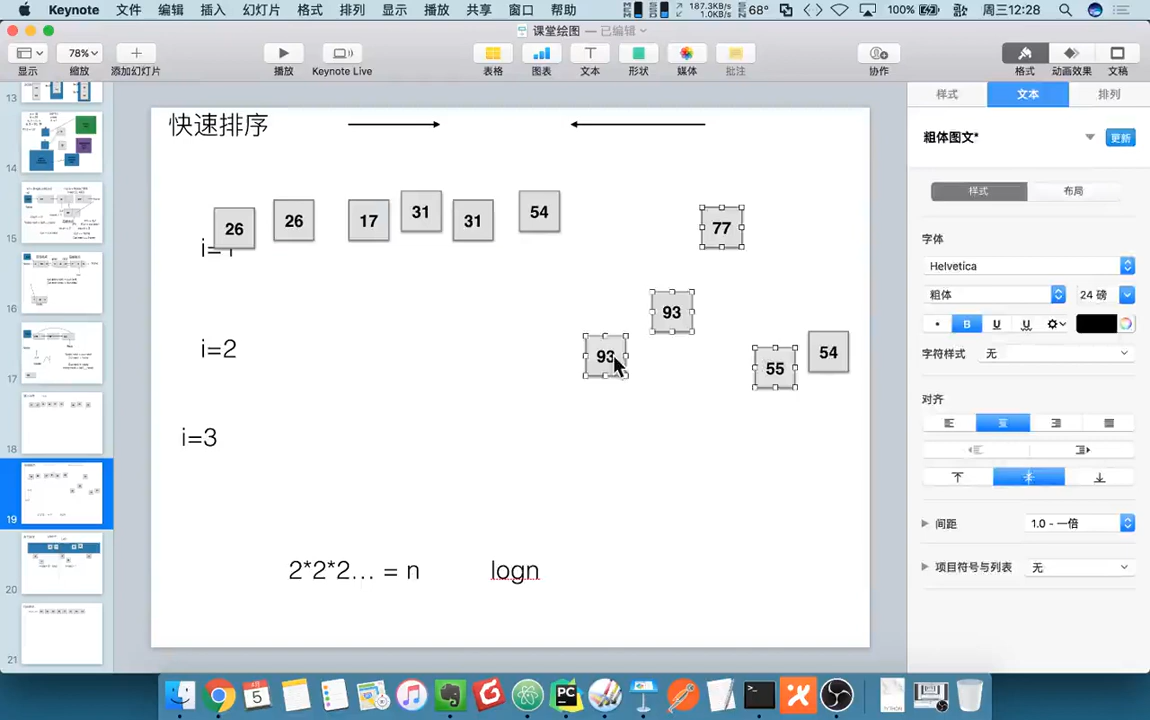 Keynote 文件 编辑 插入 幻灯片 格式 排列 显示 播放 共享 窗口 帮助 187.3KB/s 1.0KB/s 68° 100% 周三12:28
课堂绘图 — 已编辑
78%
显示 缩放 添加幻灯片 播放 Keynote Live 表格 图表 文本 形状 媒体 批注 协作 格式 动画效果 文稿
样式 文本 排列
粗体图文* 更新
样式 布局
字体
Helvetica
粗体 24 磅
B U U
字符样式 无
对齐
间距 1.0 - 一倍
项目符号与列表 无
13
14
15
16
17
18
19
20
21
快速排序
26 26 17 31 31 54 77
i=1
93
i=2 93 55 54
i=3
2*2*2… = n logn